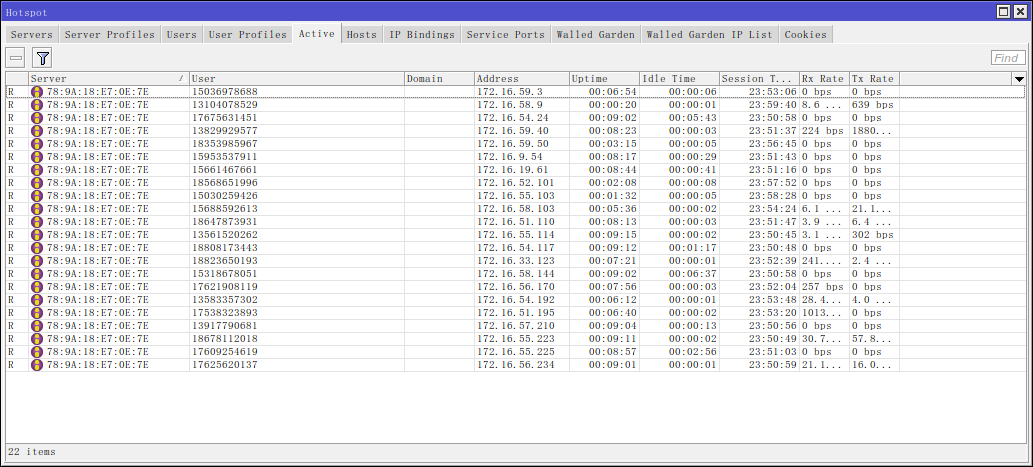 Hotspot
Servers Server Profiles Users User Profiles Active Hosts IP Bindings Service Ports Walled Garden Walled Garden IP List Cookies
Find
Server / User Domain Address Uptime Idle Time Session T... Rx Rate Tx Rate
R 78:9A:18:E7:0E:7E 15036978688 172.16.59.3 00:06:54 00:00:06 23:53:06 0 bps 0 bps
R 78:9A:18:E7:0E:7E 13104078529 172.16.58.9 00:00:20 00:00:01 23:59:40 8.6 ... 639 bps
R 78:9A:18:E7:0E:7E 17675631451 172.16.54.24 00:09:02 00:05:43 23:50:58 0 bps 0 bps
R 78:9A:18:E7:0E:7E 13829929577 172.16.59.40 00:08:23 00:00:03 23:51:37 224 bps 1880...
R 78:9A:18:E7:0E:7E 18353985967 172.16.59.50 00:03:15 00:00:05 23:56:45 0 bps 0 bps
R 78:9A:18:E7:0E:7E 15953537911 172.16.9.54 00:08:17 00:00:29 23:51:43 0 bps 0 bps
R 78:9A:18:E7:0E:7E 15661467661 172.16.19.61 00:08:44 00:00:41 23:51:16 0 bps 0 bps
R 78:9A:18:E7:0E:7E 18568651996 172.16.52.101 00:02:08 00:00:08 23:57:52 0 bps 0 bps
R 78:9A:18:E7:0E:7E 15030259426 172.16.55.103 00:01:32 00:00:05 23:58:28 0 bps 0 bps
R 78:9A:18:E7:0E:7E 15688592613 172.16.58.103 00:05:36 00:00:02 23:54:24 6.1 ... 21.1...
R 78:9A:18:E7:0E:7E 18647873931 172.16.51.110 00:08:13 00:00:03 23:51:47 3.9 ... 6.4 ...
R 78:9A:18:E7:0E:7E 13561520262 172.16.55.114 00:09:15 00:00:02 23:50:45 3.1 ... 302 bps
R 78:9A:18:E7:0E:7E 18808173443 172.16.54.117 00:09:12 00:01:17 23:50:48 0 bps 0 bps
R 78:9A:18:E7:0E:7E 18823650193 172.16.33.123 00:07:21 00:00:01 23:52:39 241.... 2.4 ...
R 78:9A:18:E7:0E:7E 15318678051 172.16.58.144 00:09:02 00:06:37 23:50:58 0 bps 0 bps
R 78:9A:18:E7:0E:7E 17621908119 172.16.56.170 00:07:56 00:00:03 23:52:04 257 bps 0 bps
R 78:9A:18:E7:0E:7E 13583357302 172.16.54.192 00:06:12 00:00:01 23:53:48 28.4... 4.0 ...
R 78:9A:18:E7:0E:7E 17538323893 172.16.51.195 00:06:40 00:00:02 23:53:20 1013... 0 bps
R 78:9A:18:E7:0E:7E 13917790681 172.16.57.210 00:09:04 00:00:13 23:50:56 0 bps 0 bps
R 78:9A:18:E7:0E:7E 18678112018 172.16.55.223 00:09:11 00:00:02 23:50:49 30.7... 57.8...
R 78:9A:18:E7:0E:7E 17609254619 172.16.55.225 00:08:57 00:02:56 23:51:03 0 bps 0 bps
R 78:9A:18:E7:0E:7E 17625620137 172.16.56.234 00:09:01 00:00:01 23:50:59 21.1... 16.0...
22 items